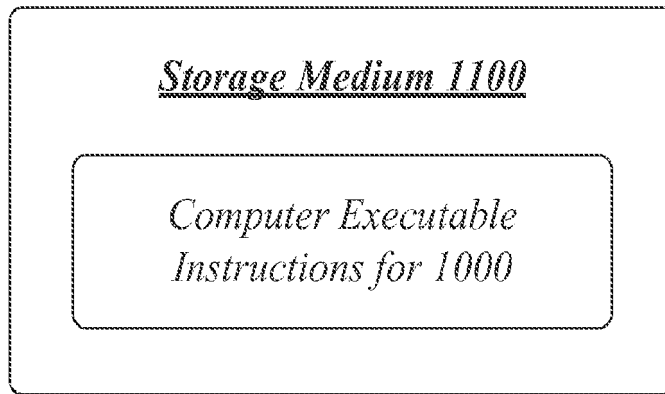 Storage Medium 1100
Computer Executable
Instructions for 1000